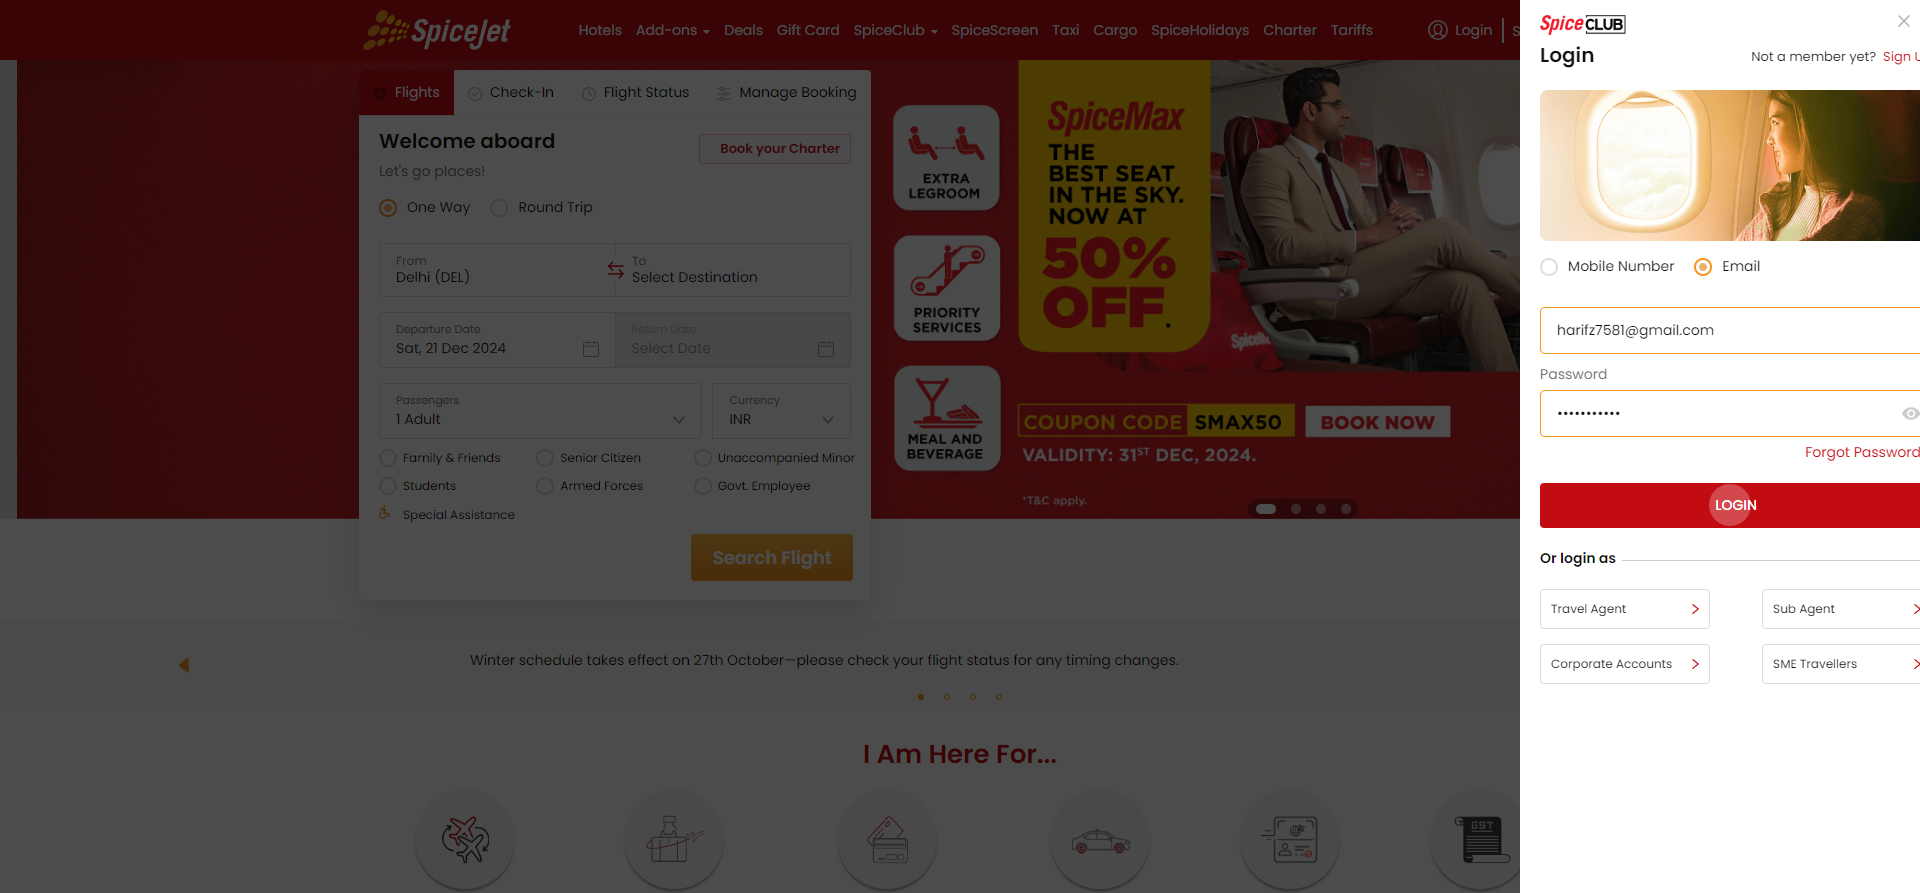 SpiceJet
Hotels Add-ons Deals Gift Card SpiceClub SpiceScreen Taxi Cargo SpiceHolidays Charter Tariffs Login
Flights Check-In Flight Status Manage Booking
Welcome aboard
Book your Charter
Let's go places!
One Way Round Trip
From
Delhi (DEL)
To
Select Destination
Departure Date
Sat, 21 Dec 2024
Return Date
Select Date
Passengers
1 Adult
Currency
INR
Family & Friends Senior Citizen Unaccompanied Minor
Students Armed Forces Govt. Employee
Special Assistance
Search Flight
EXTRA
LEGROOM
PRIORITY
SERVICES
MEAL AND
BEVERAGE
SpiceMax
THE
BEST SEAT
IN THE SKY.
NOW AT
50%
OFF.
COUPON CODE SMAX50 BOOK NOW
VALIDITY: 31ST DEC, 2024.
*T&C apply.
Winter schedule takes effect on 27th October—please check your flight status for any timing changes.
I Am Here For...
GST
SpiceCLUB
Login
Not a member yet? Sign U
Mobile Number Email
harifz7581@gmail.com
Password
•••••••••••
Forgot Password
LOGIN
Or login as
Travel Agent Sub Agent
Corporate Accounts SME Travellers